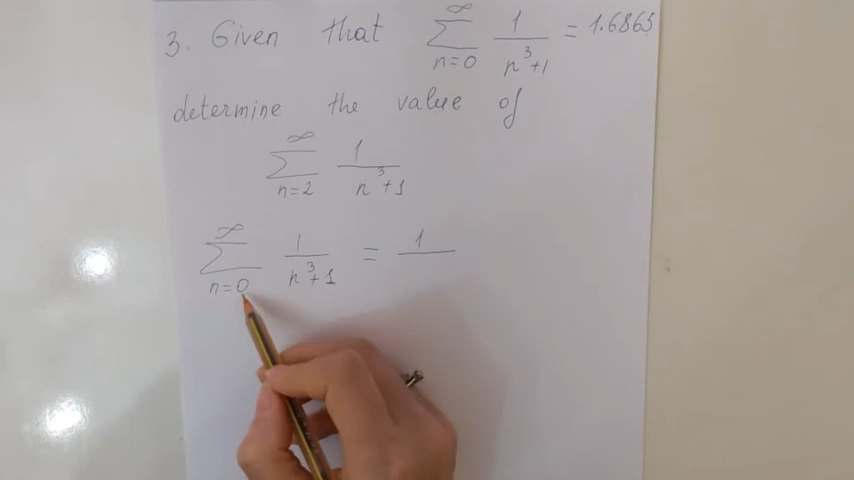 3. Given that ∞∑n=0 1/(n³+1) = 1.6865
determine the value of
∞∑n=2 1/(n³+1)
∞∑n=0 1/(n³+1) = 1/